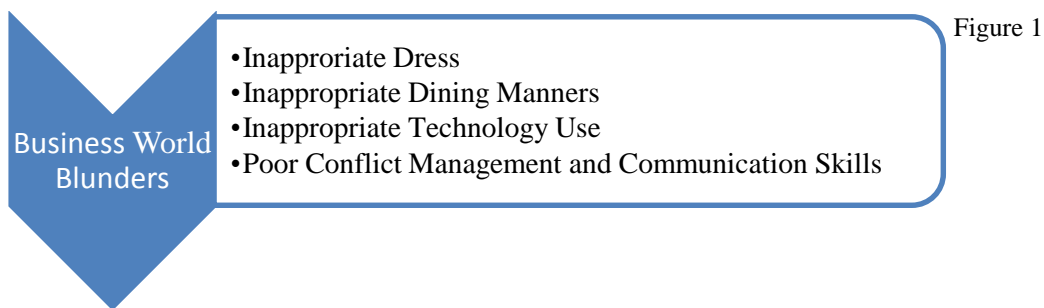 Figure 1
•Inapproriate Dress
•Inappropriate Dining Manners
•Inappropriate Technology Use
•Poor Conflict Management and Communication Skills
Business World
Blunders